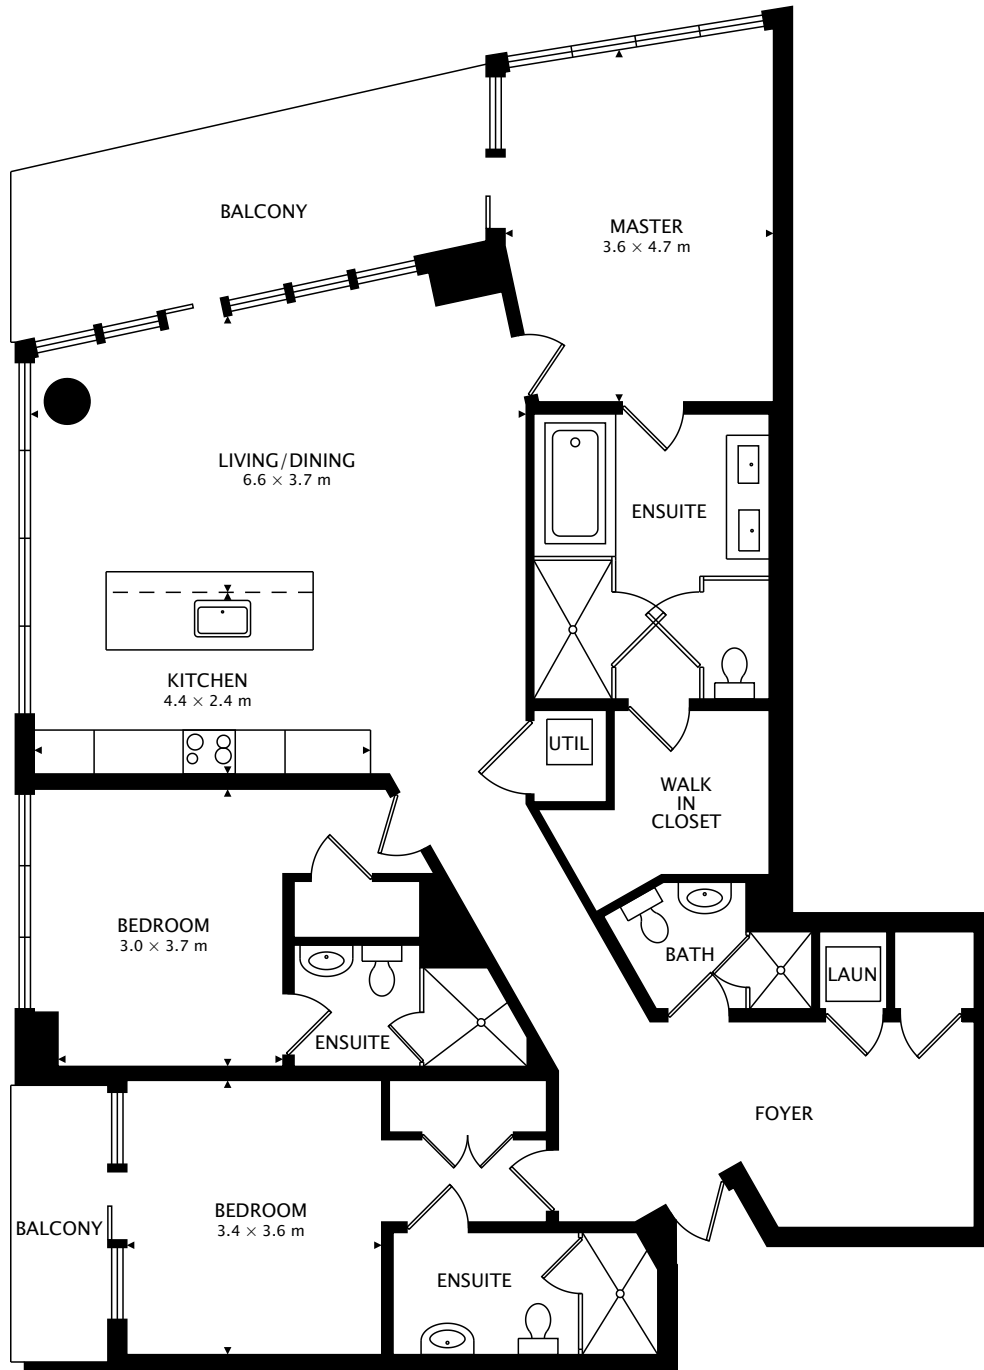 BALCONY
MASTER
3.6 × 4.7 m
LIVING/DINING
6.6 × 3.7 m
ENSUITE
KITCHEN
4.4 × 2.4 m
UTIL
WALK
IN
CLOSET
BEDROOM
3.0 × 3.7 m
BATH
LAUN
ENSUITE
FOYER
BEDROOM
3.4 × 3.6 m
BALCONY
ENSUITE